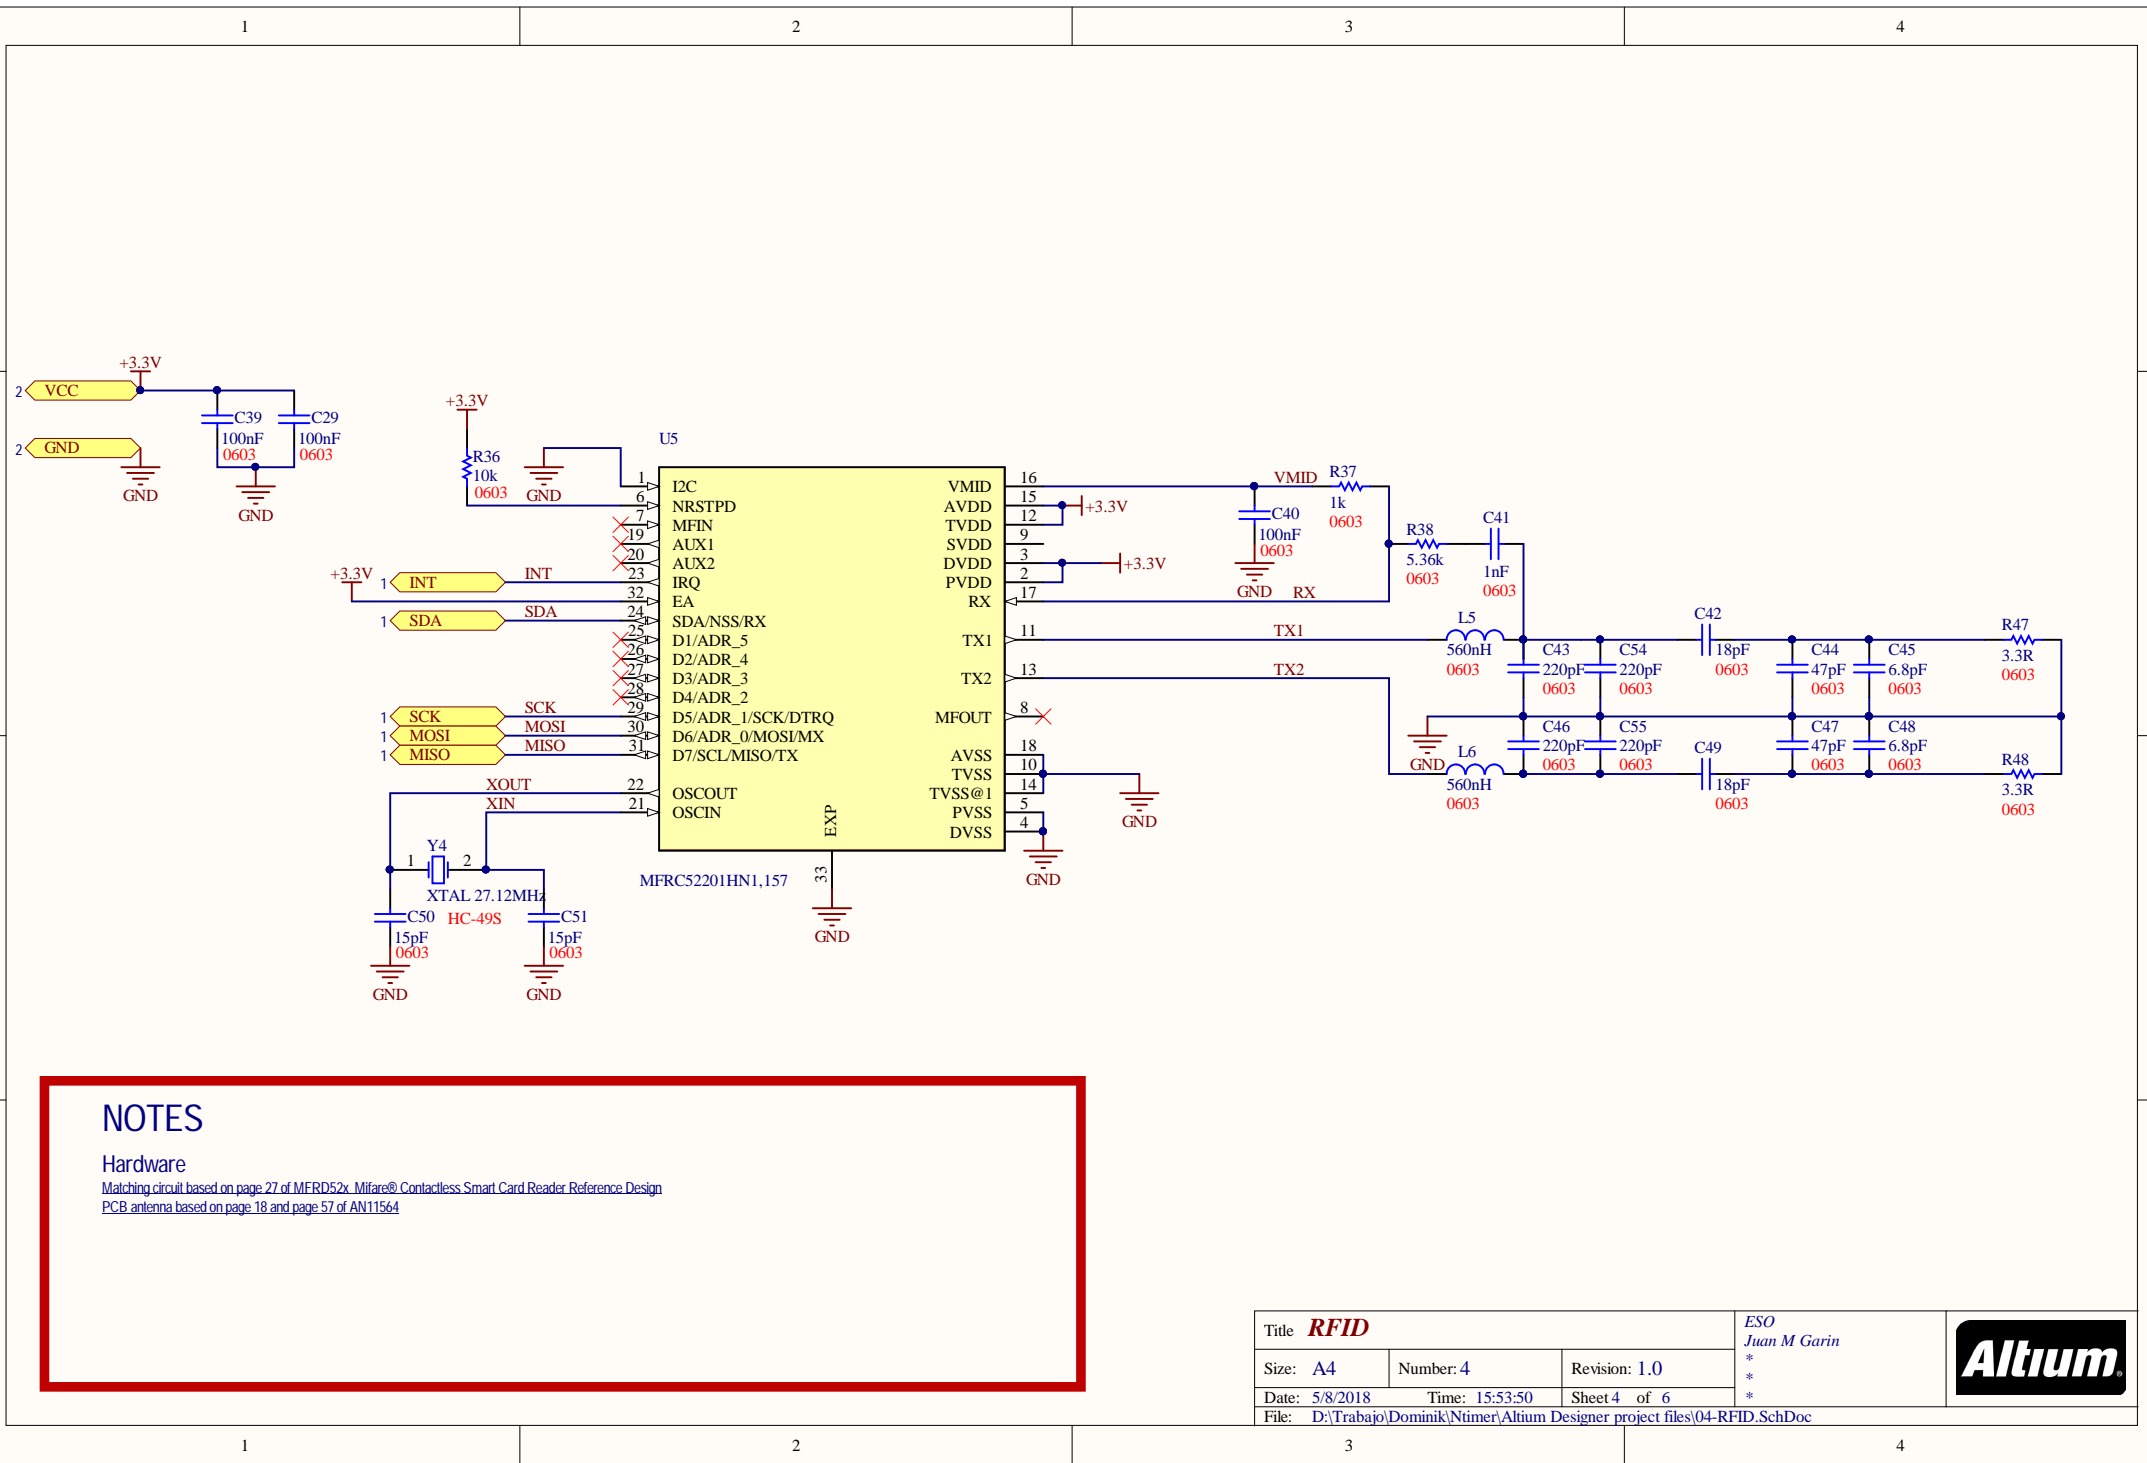 1 2 3 4
+3.3V
2 VCC
C39
100nF
0603
C29
100nF
0603
2 GND
GND
GND
+3.3V
R36
10k
0603
GND
U5
1 I2C
6 NRSTPD
7 MFIN
19 AUX1
20 AUX2
+3.3V
1 INT INT 23 IRQ
32 EA
1 SDA SDA 24 SDA/NSS/RX
25 D1/ADR_5
26 D2/ADR_4
27 D3/ADR_3
28 D4/ADR_2
1 SCK SCK 29 D5/ADR_1/SCK/DTRQ
1 MOSI MOSI 30 D6/ADR_0/MOSI/MX
1 MISO MISO 31 D7/SCL/MISO/TX
XOUT 22 OSCOUT
XIN 21 OSCIN
VMID 16
AVDD 15
+3.3V
TVDD 12
SVDD 9
DVDD 3
+3.3V
PVDD 2
RX 17
TX1 11
TX2 13
MFOUT 8
AVSS 18
TVSS 10
TVSS@1 14
PVSS 5
DVSS 4
GND
GND
EXP
33
GND
MFRC52201HN1,157
Y4
1 2
XTAL 27.12MHz
HC-49S
C50
15pF
0603
GND
C51
15pF
0603
GND
VMID
R37
1k
0603
C40
100nF
0603
GND
RX
R38
5.36k
0603
C41
1nF
0603
TX1
L5
560nH
0603
TX2
C43
220pF
0603
C54
220pF
0603
C42
18pF
0603
C44
47pF
0603
C45
6.8pF
0603
R47
3.3R
0603
GND
L6
560nH
0603
C46
220pF
0603
C55
220pF
0603
C49
18pF
0603
C47
47pF
0603
C48
6.8pF
0603
R48
3.3R
0603
NOTES
Hardware
Matching circuit based on page 27 of MFRD52x Mifare® Contactless Smart Card Reader Reference Design
PCB antenna based on page 18 and page 57 of AN11564
Title RFID
Size: A4 Number: 4 Revision: 1.0
Date: 5/8/2018 Time: 15:53:50 Sheet 4 of 6
File: D:\Trabajo\Dominik\Ntimer\Altium Designer project files\04-RFID.SchDoc
ESO
Juan M Garin
*
*
*
Altium®
1 2 3 4